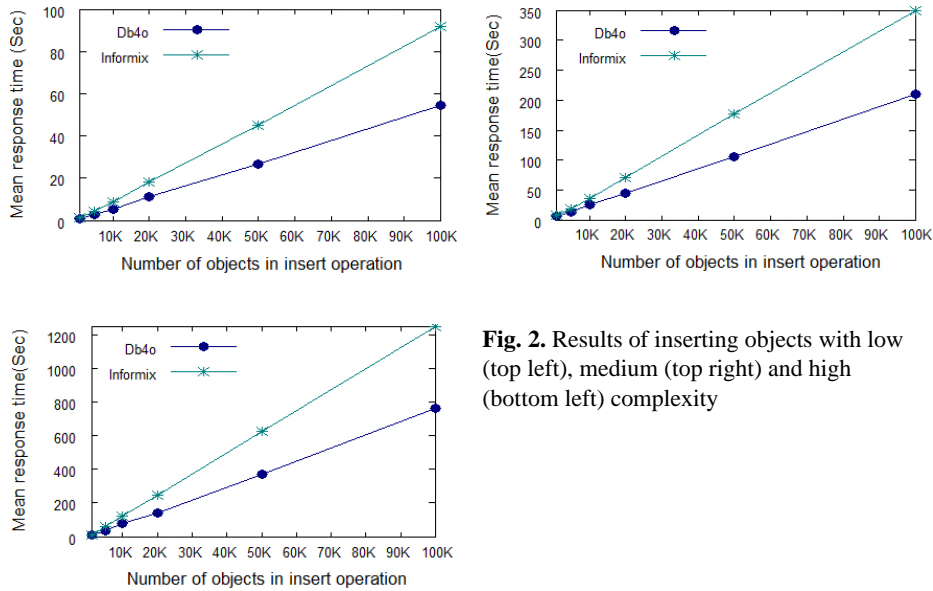 100
80
60
40
20
0
Mean response time (Sec)
Db4o
Informix
10K 20K 30K 40K 50K 60K 70K 80K 90K 100K
Number of objects in insert operation
350
300
250
200
150
100
50
0
Mean response time(Sec)
Db4o
Informix
10K 20K 30K 40K 50K 60K 70K 80K 90K 100K
Number of objects in insert operation
1200
1000
800
600
400
200
0
Mean response time(Sec)
Db4o
Informix
10K 20K 30K 40K 50K 60K 70K 80K 90K 100K
Number of objects in insert operation
Fig. 2. Results of inserting objects with low
(top left), medium (top right) and high
(bottom left) complexity